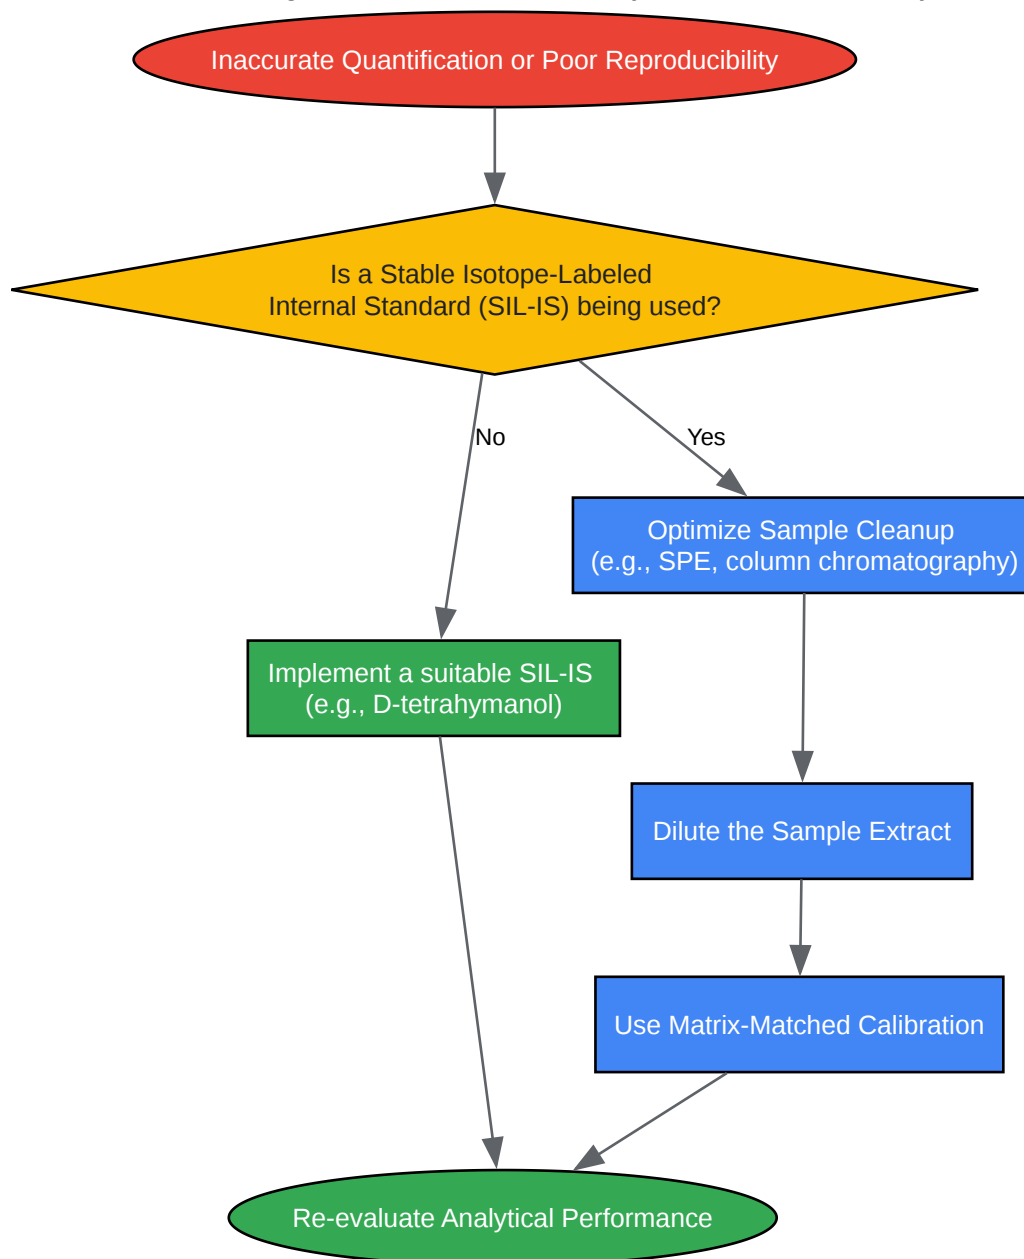 Inaccurate Quantification or Poor Reproducibility
Is a Stable Isotope-Labeled
Internal Standard (SIL-IS) being used?
No
Yes
Optimize Sample Cleanup
(e.g., SPE, column chromatography)
Implement a suitable SIL-IS
(e.g., D-tetrahymanol)
Dilute the Sample Extract
Use Matrix-Matched Calibration
Re-evaluate Analytical Performance